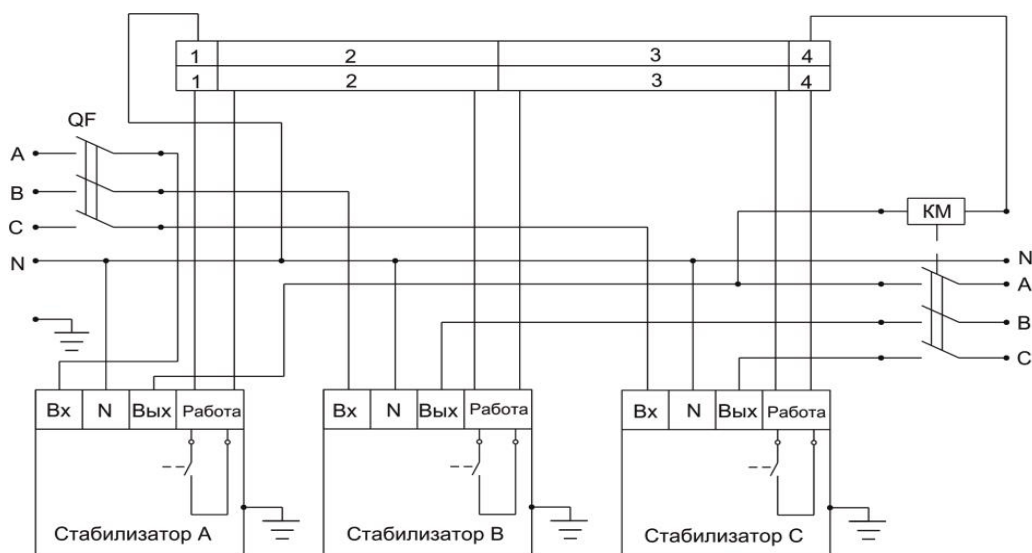 1 2 3 4
1 2 3 4
QF
A
B
C
N
КМ
N
A
B
C
Вх N Вых Работа
Вх N Вых Работа
Вх N Вых Работа
Стабилизатор А
Стабилизатор В
Стабилизатор С